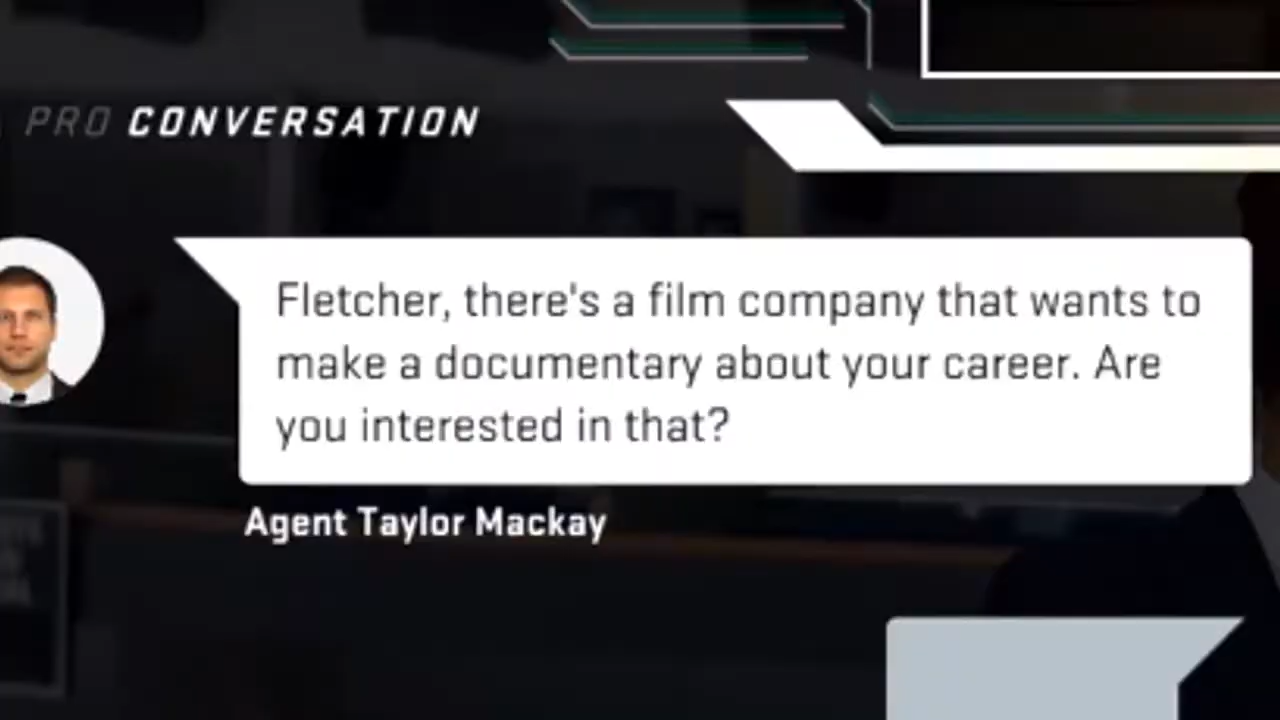 PRO CONVERSATION
Fletcher, there's a film company that wants to
make a documentary about your career. Are
you interested in that?
Agent Taylor Mackay